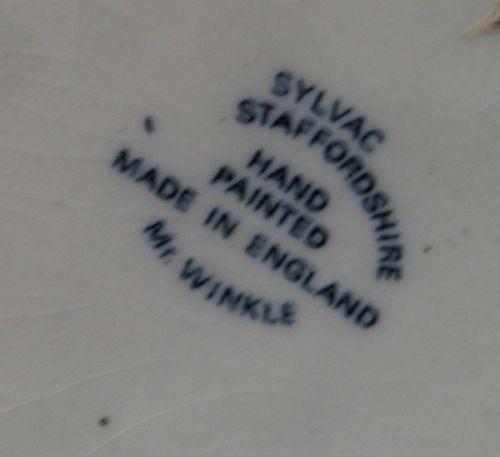 SYLVAC
STAFFORDSHIRE
HAND
PAINTED
MADE IN ENGLAND
Mr. WINKLE